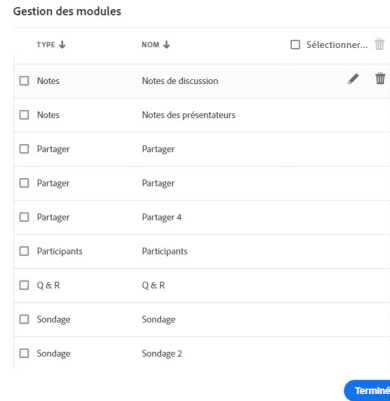 Gestion des modules
TYPE NOM Sélectionner...
Notes Notes de discussion
Notes Notes des présentateurs
Partager Partager
Partager Partager
Partager Partager 4
Participants Participants
Q & R Q & R
Sondage Sondage
Sondage Sondage 2
Terminé